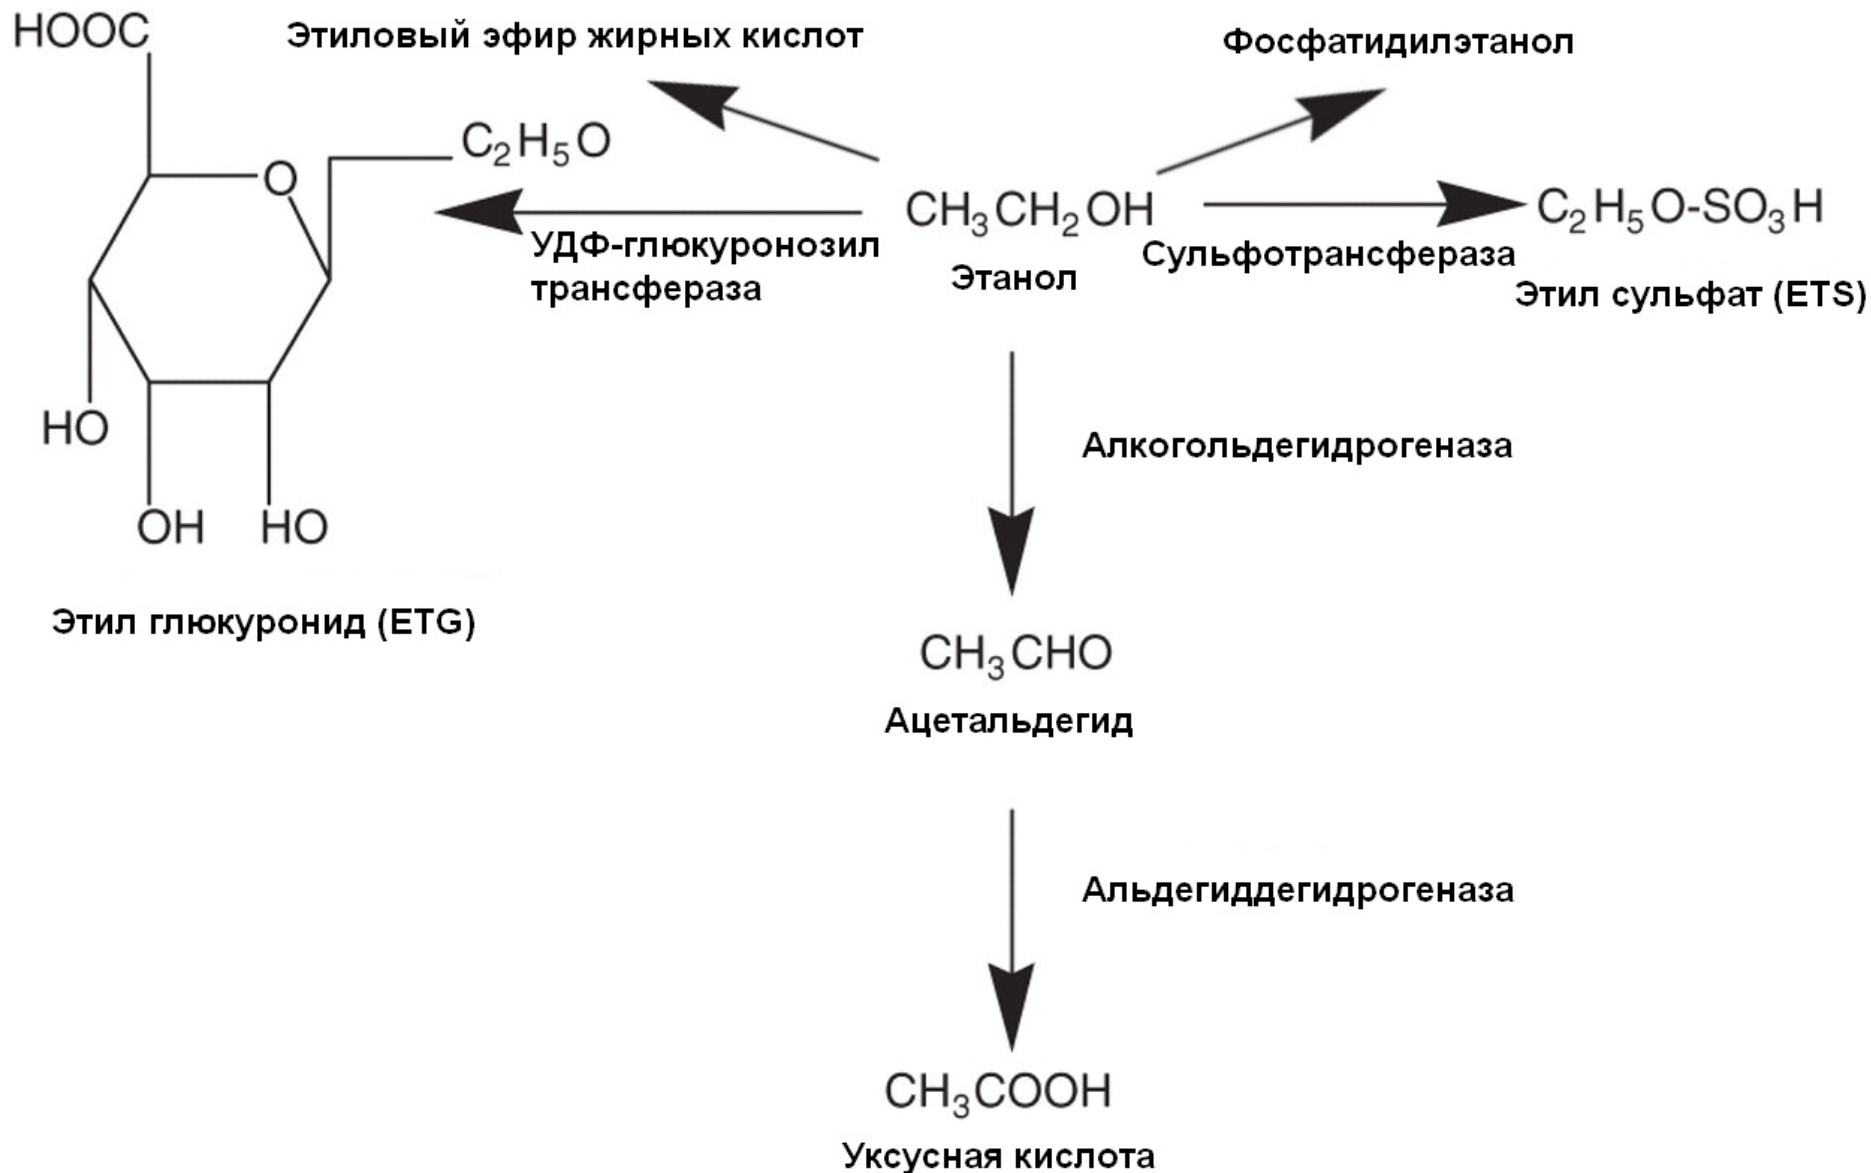 HOOC
Этиловый эфир жирных кислот
Фосфатидилэтанол
C₂H₅O
O
CH₃CH₂OH
C₂H₅O-SO₃H
УДФ-глюкуронозил
трансфераза
Этанол
Сульфотрансфераза
Этил сульфат (ETS)
HO
OH
HO
Алкогольдегидрогеназа
Этил глюкуронид (ETG)
CH₃CHO
Ацетальдегид
Альдегиддегидрогеназа
CH₃COOH
Уксусная кислота